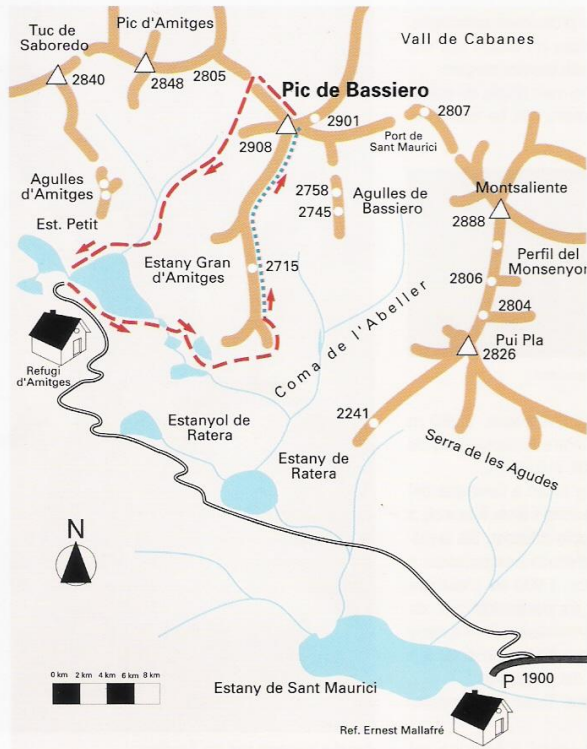 Tuc de
Saboredo
2840
Pic d'Amitges
2848
2805
Vall de Cabanes
Pic de Bassiero
2901
2908
2807
Port de
Sant Maurici
Agulles
d'Amitges
2758
2745
Agulles de
Bassiero
Montsaliente
2888
Est. Petit
Estany Gran
d'Amitges
2715
Perfil del
Monsenyor
2806
2804
Coma de l'Abeller
Pui Pla
2826
Refugi
d'Amitges
2241
Estanyol de
Ratera
Estany de
Ratera
Serra de les Agudes
N
0 km 2 km 4 km 6 km 8 km
Estany de Sant Maurici
P 1900
Ref. Ernest Mallafré